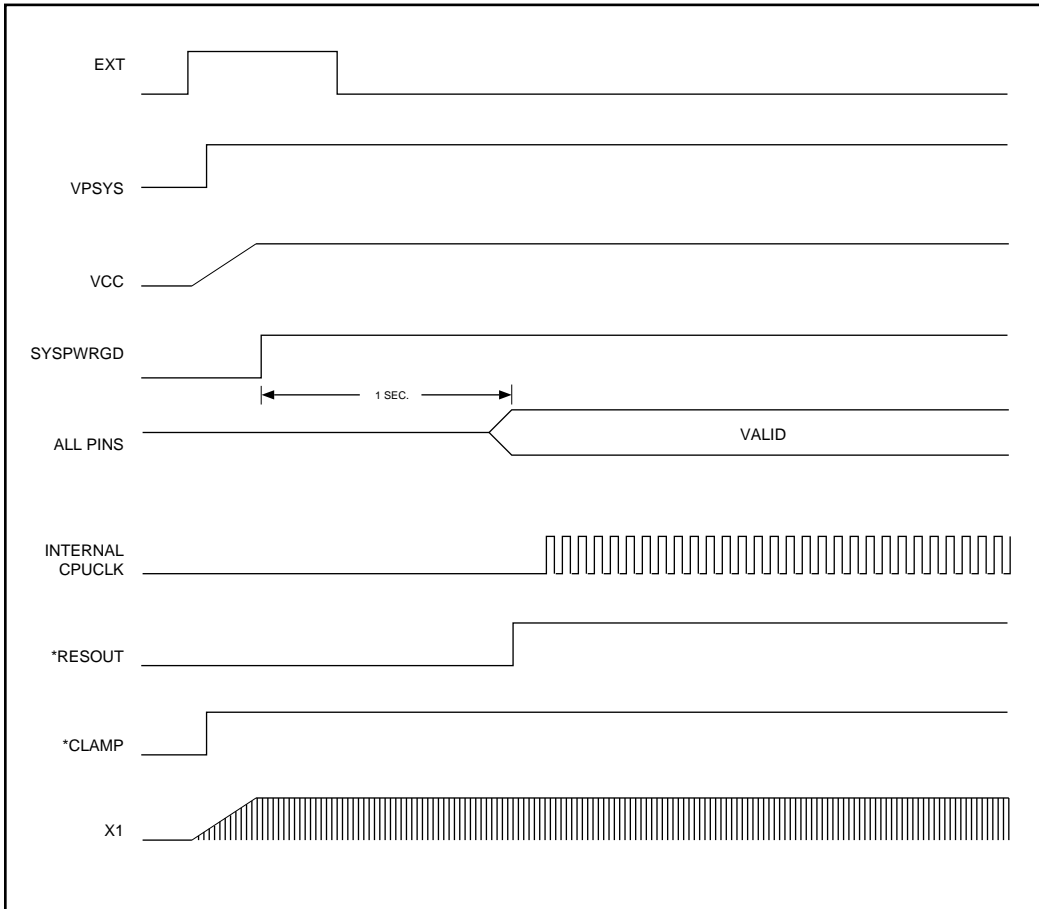 EXT
VPSYS
VCC
SYSPWRGD
1 SEC.
ALL PINS
VALID
INTERNAL
CPUCLK
*RESOUT
*CLAMP
X1